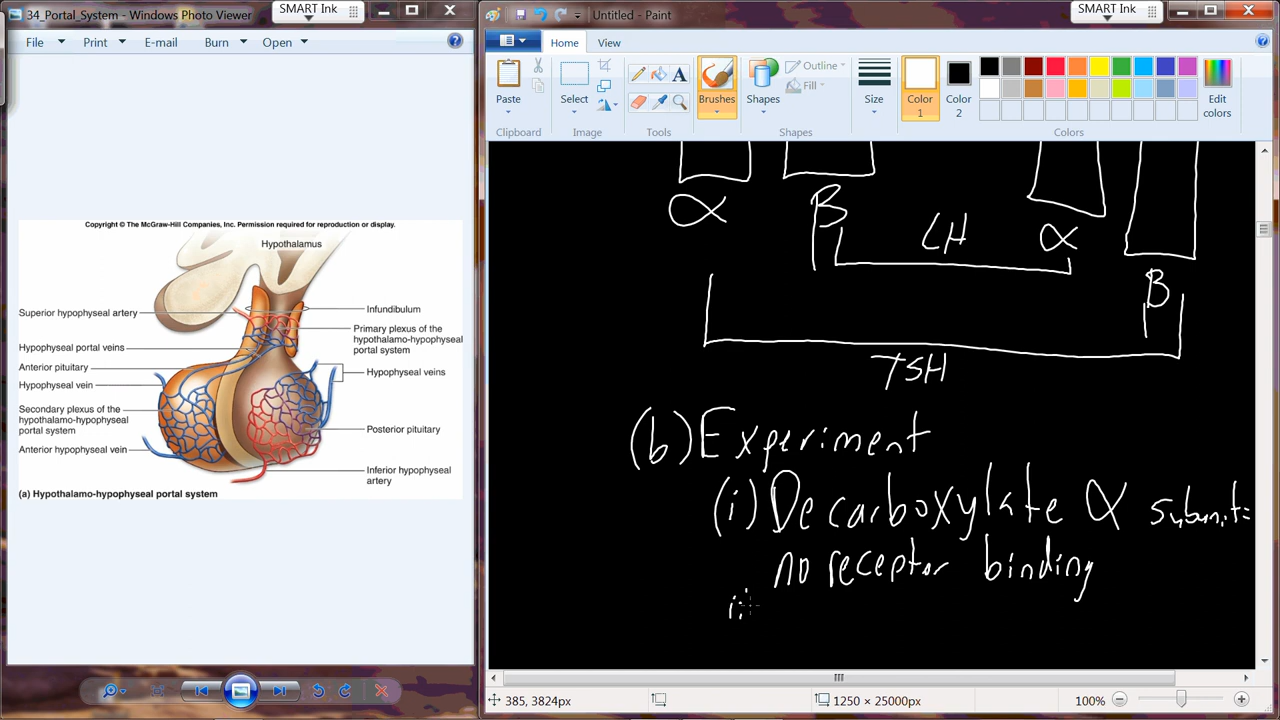 34_Portal_System - Windows Photo Viewer
SMART Ink
File Print E-mail Burn Open
Copyright © The McGraw-Hill Companies, Inc. Permission required for reproduction or display.
Hypothalamus
Superior hypophyseal artery
Hypophyseal portal veins
Anterior pituitary
Hypophyseal vein
Secondary plexus of the
hypothalamo-hypophyseal
portal system
Anterior hypophyseal vein
Infundibulum
Primary plexus of the
hypothalamo-hypophyseal
portal system
Hypophyseal veins
Posterior pituitary
Inferior hypophyseal
artery
(a) Hypothalamo-hypophyseal portal system
Untitled - Paint
SMART Ink
Home View
Paste
Select
Brushes
Shapes
Outline
Fill
Size
Color
1
Color
2
Edit
colors
Clipboard Image Tools Shapes Colors
α B LH α B
TSH
(b) Experiment
(i) Decarboxylate α subunit=
no receptor binding
ii
385, 3824px
1250 × 25000px
100%